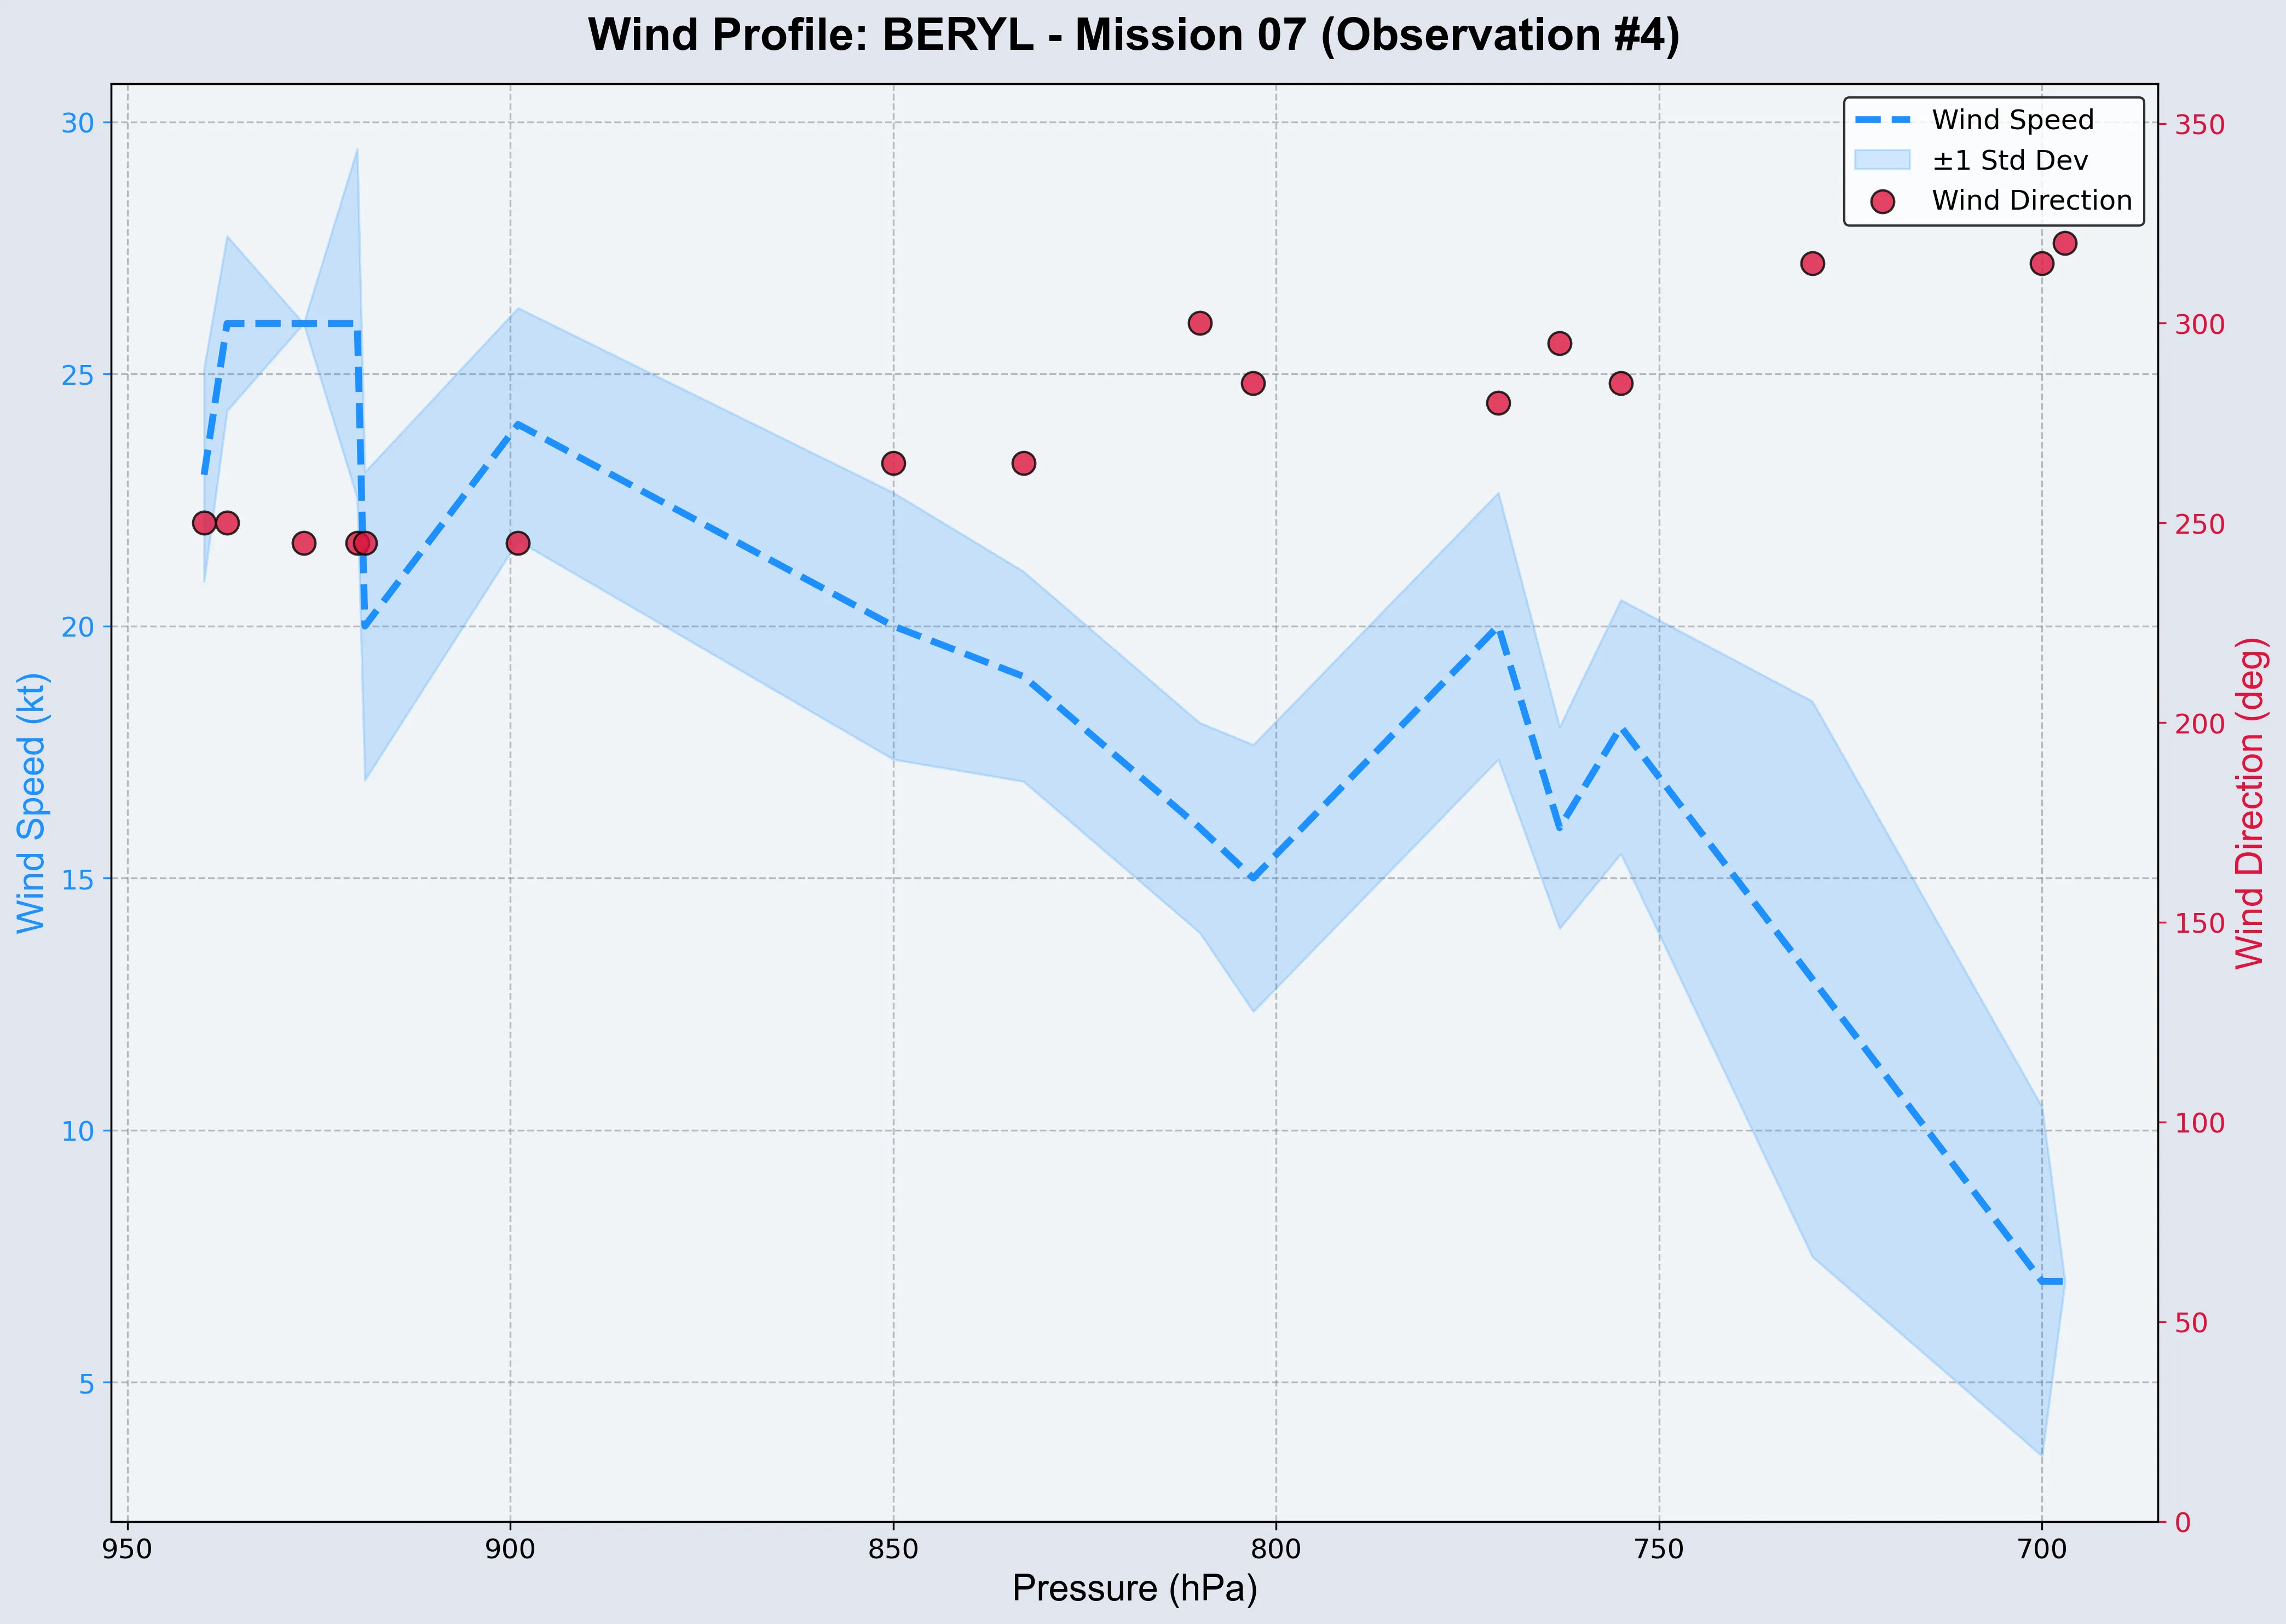 Wind Profile: BERYL - Mission 07 (Observation #4)
Wind Speed
±1 Std Dev
Wind Direction
Wind Speed (kt)
30
25
20
15
10
5
350
300
250
200
150
100
50
0
Wind Direction (deg)
950 900 850 800 750 700
Pressure (hPa)